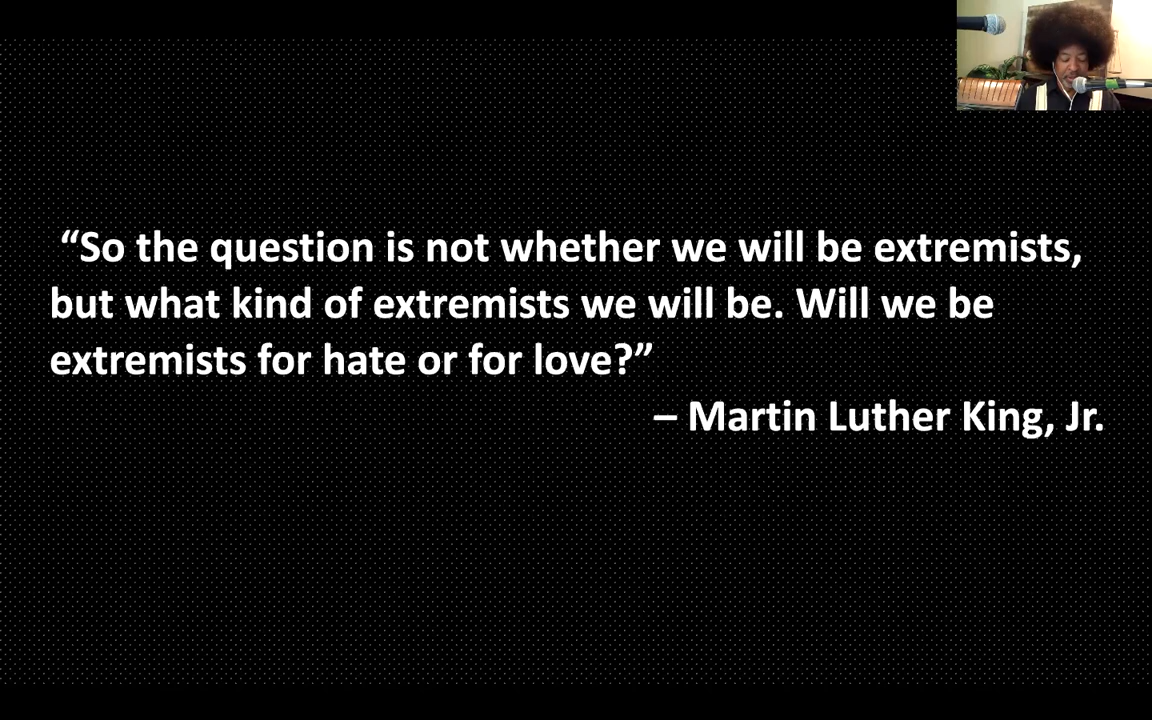 “So the question is not whether we will be extremists,
but what kind of extremists we will be. Will we be
extremists for hate or for love?”
– Martin Luther King, Jr.